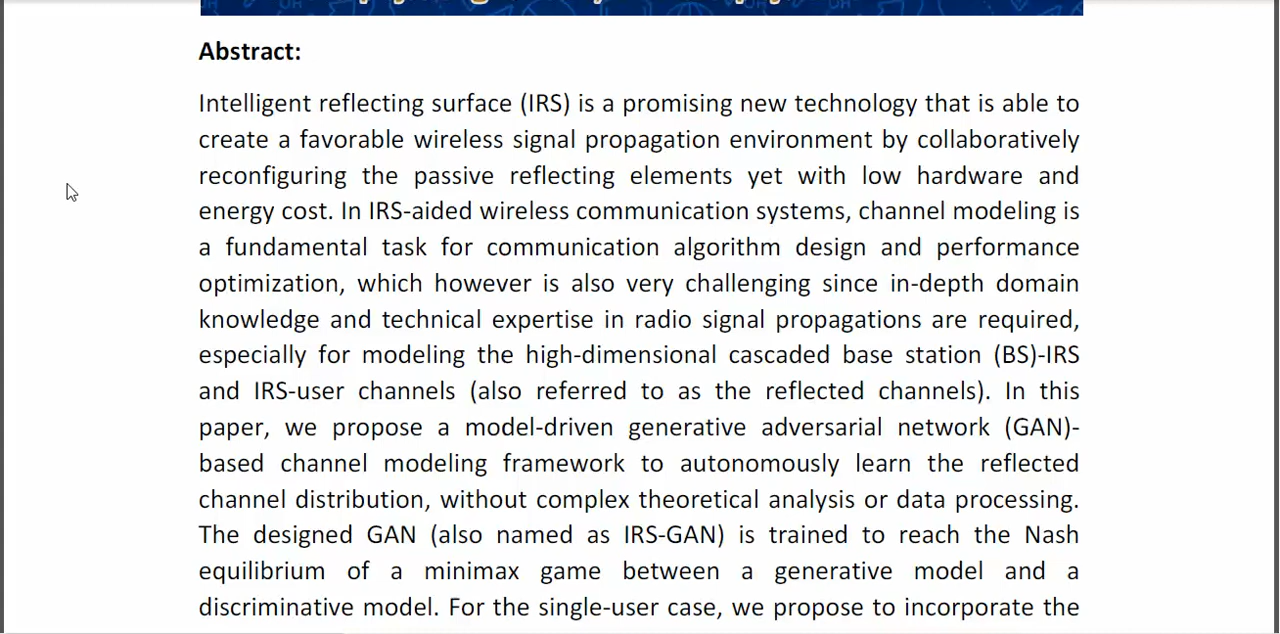 Abstract:
Intelligent reflecting surface (IRS) is a promising new technology that is able to
create a favorable wireless signal propagation environment by collaboratively
reconfiguring the passive reflecting elements yet with low hardware and
energy cost. In IRS-aided wireless communication systems, channel modeling is
a fundamental task for communication algorithm design and performance
optimization, which however is also very challenging since in-depth domain
knowledge and technical expertise in radio signal propagations are required,
especially for modeling the high-dimensional cascaded base station (BS)-IRS
and IRS-user channels (also referred to as the reflected channels). In this
paper, we propose a model-driven generative adversarial network (GAN)-
based channel modeling framework to autonomously learn the reflected
channel distribution, without complex theoretical analysis or data processing.
The designed GAN (also named as IRS-GAN) is trained to reach the Nash
equilibrium of a minimax game between a generative model and a
discriminative model. For the single-user case, we propose to incorporate the